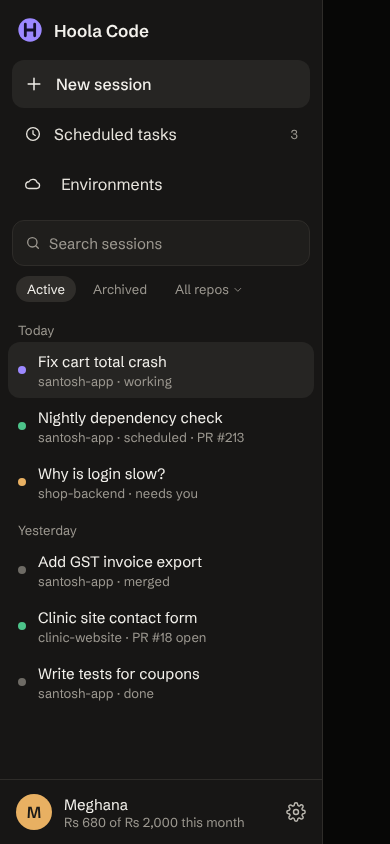 Hoola Code
New session
Scheduled tasks 3
Environments
Search sessions
Active Archived All repos
Today
Fix cart total crash
santosh-app · working
Nightly dependency check
santosh-app · scheduled · PR #213
Why is login slow?
shop-backend · needs you
Yesterday
Add GST invoice export
santosh-app · merged
Clinic site contact form
clinic-website · PR #18 open
Write tests for coupons
santosh-app · done
M
Meghana
Rs 680 of Rs 2,000 this month